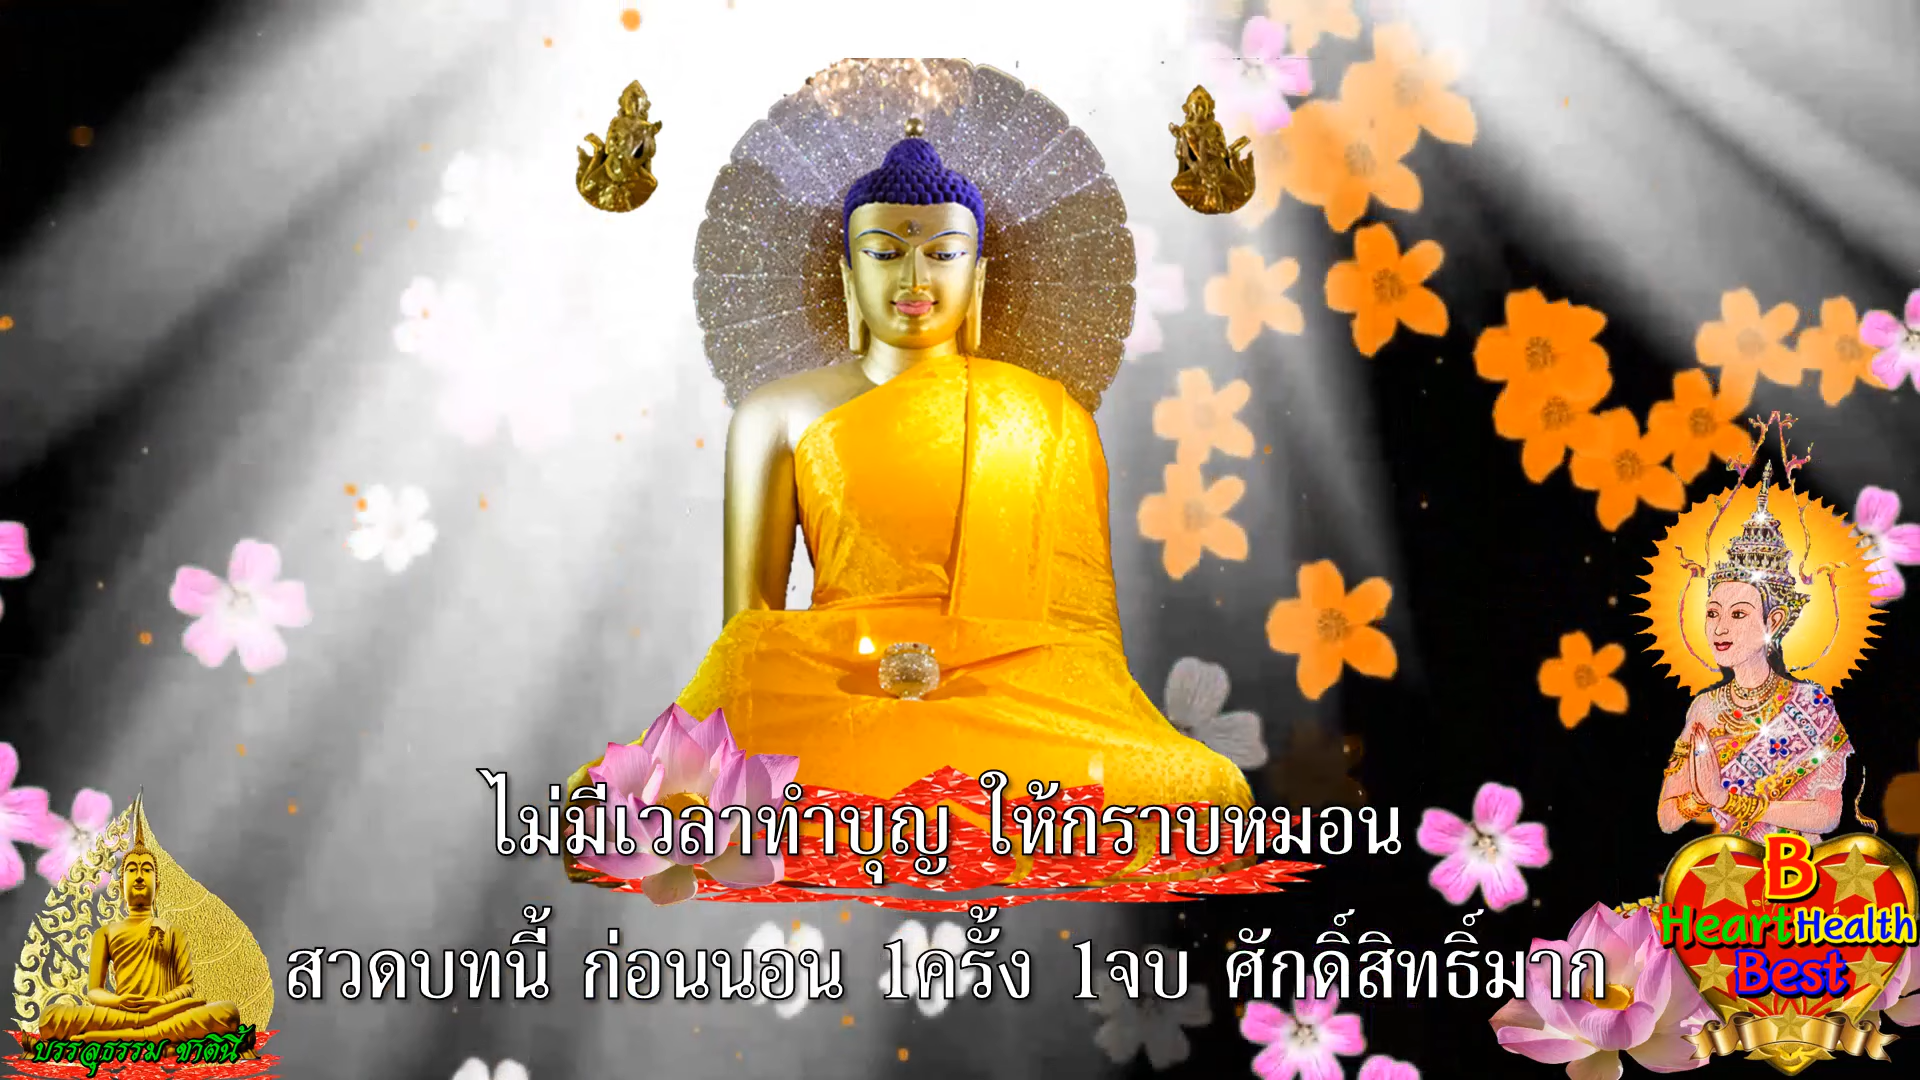 ไม่มีเวลาทำบุญ ให้กราบหมอน
สวดบทนี้ ก่อนนอน 1ครั้ง 1จบ ศักดิ์สิทธิ์มาก
บรรลุธรรม ชาตินี้
B
HeartHealth
Best